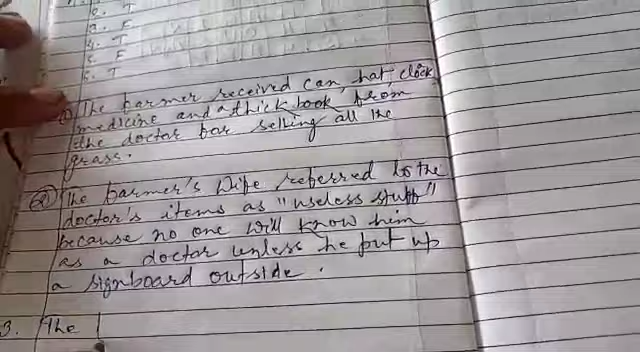 5. T
2. F
3. T
4. F
5. T
① The farmer received can, hat, clock,
medicine and a thick book from
the doctor for selling all the
grass.
② The farmer's wife referred to the
doctor's items as "useless stuff"
because no one will know him
as a doctor unless he put up
a signboard outside.
3. The